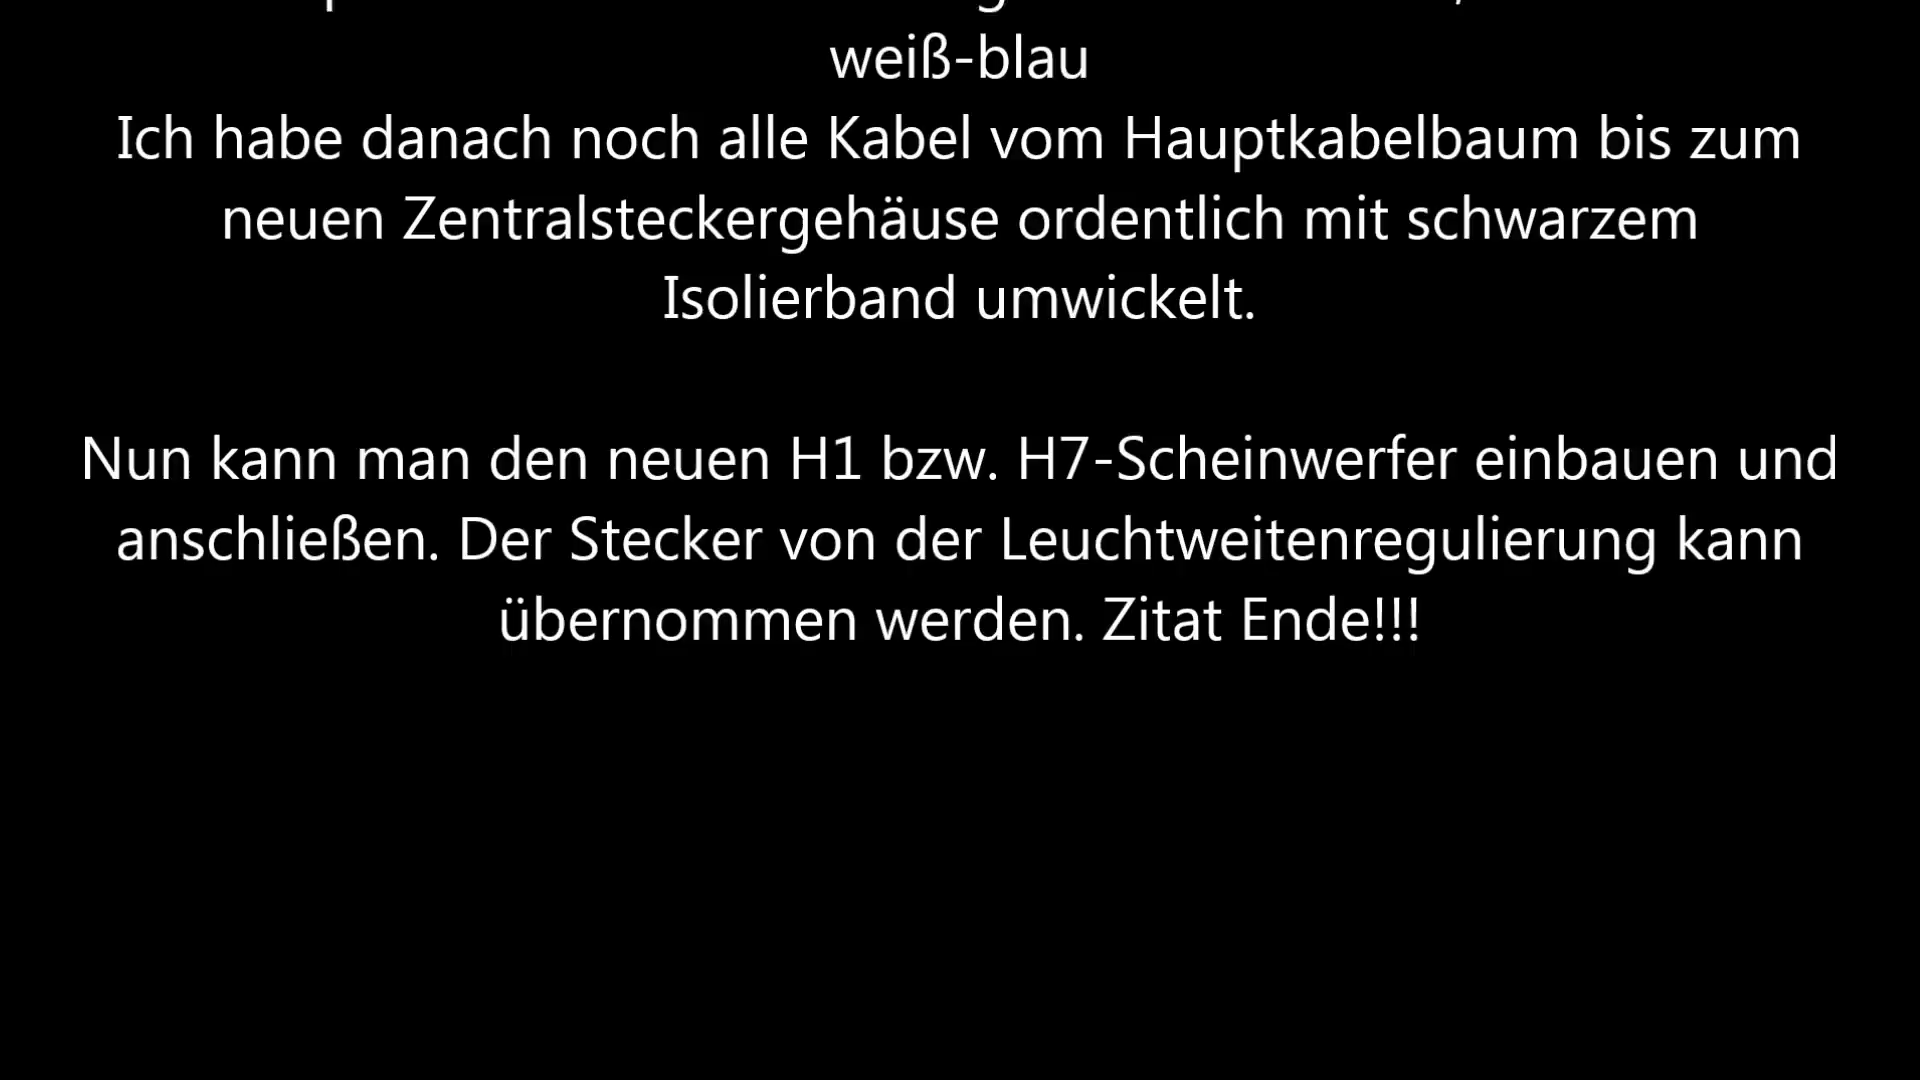 weiß-blau
Ich habe danach noch alle Kabel vom Hauptkabelbaum bis zum
neuen Zentralsteckergehäuse ordentlich mit schwarzem
Isolierband umwickelt.
Nun kann man den neuen H1 bzw. H7-Scheinwerfer einbauen und
anschließen. Der Stecker von der Leuchtweitenregulierung kann
übernommen werden. Zitat Ende!!!